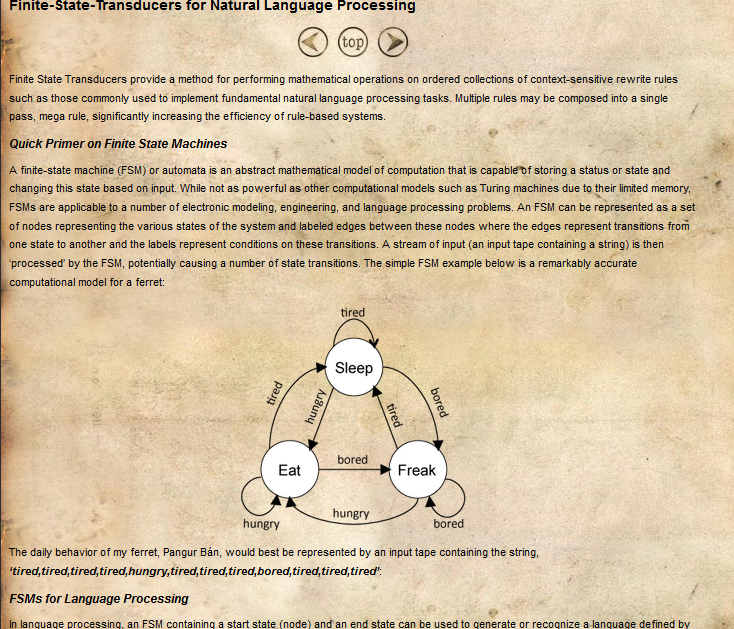 Finite-State-Transducers for Natural Language Processing
top
Finite State Transducers provide a method for performing mathematical operations on ordered collections of context-sensitive rewrite rules
such as those commonly used to implement fundamental natural language processing tasks. Multiple rules may be composed into a single
pass, mega rule, significantly increasing the efficiency of rule-based systems.
Quick Primer on Finite State Machines
A finite-state machine (FSM) or automata is an abstract mathematical model of computation that is capable of storing a status or state and
changing this state based on input. While not as powerful as other computational models such as Turing machines due to their limited memory,
FSMs are applicable to a number of electronic modeling, engineering, and language processing problems. An FSM can be represented as a set
of nodes representing the various states of the system and labeled edges between these nodes where the edges represent transitions from
one state to another and the labels represent conditions on these transitions. A stream of input (an input tape containing a string) is then
'processed' by the FSM, potentially causing a number of state transitions. The simple FSM example below is a remarkably accurate
computational model for a ferret:
tired
Sleep
tired
hungry
tired
bored
Eat
bored
Freak
hungry
hungry
bored
The daily behavior of my ferret, Pangur Bán, would best be represented by an input tape containing the string,
'tired,tired,tired,tired,hungry,tired,tired,tired,bored,tired,tired,tired':
FSMs for Language Processing
In language processing, an FSM containing a start state (node) and an end state can be used to generate or recognize a language defined by